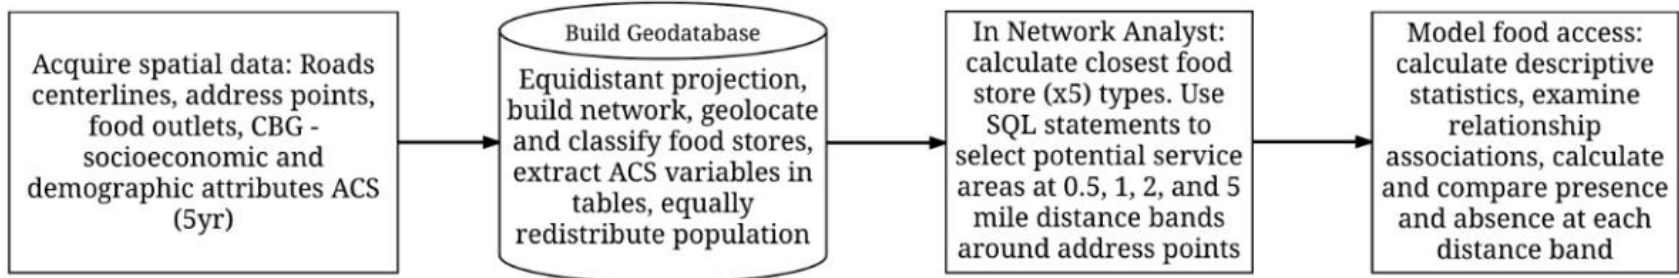 Acquire spatial data: Roads
centerlines, address points,
food outlets, CBG -
socioeconomic and
demographic attributes ACS
(5yr)
Build Geodatabase
Equidistant projection,
build network, geolocate
and classify food stores,
extract ACS variables in
tables, equally
redistribute population
In Network Analyst:
calculate closest food
store (x5) types. Use
SQL statements to
select potential service
areas at 0.5, 1, 2, and 5
mile distance bands
around address points
Model food access:
calculate descriptive
statistics, examine
relationship
associations, calculate
and compare presence
and absence at each
distance band